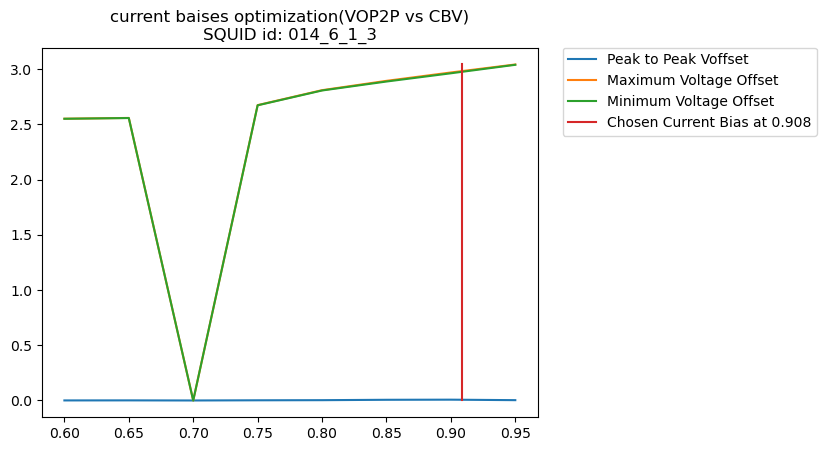 current baises optimization(VOP2P vs CBV)
SQUID id: 014_6_1_3
Peak to Peak Voffset
Maximum Voltage Offset
Minimum Voltage Offset
Chosen Current Bias at 0.908
3.0
2.5
2.0
1.5
1.0
0.5
0.0
0.60 0.65 0.70 0.75 0.80 0.85 0.90 0.95